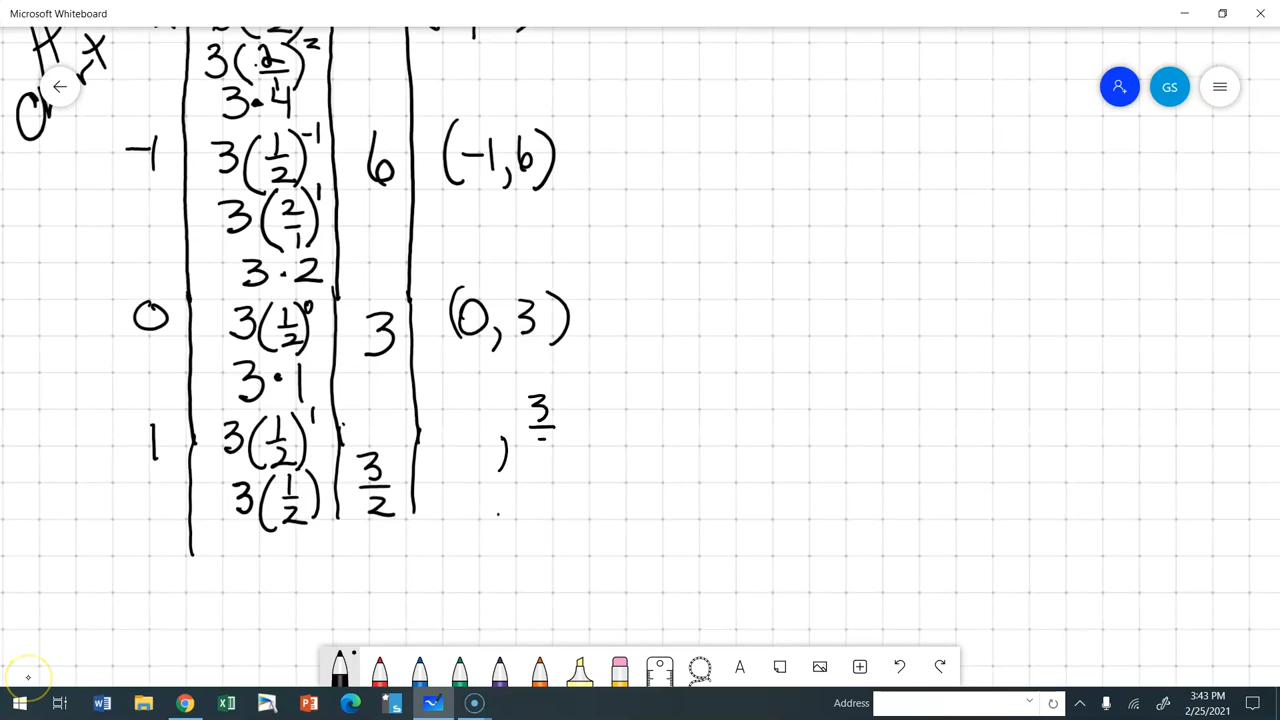 Microsoft Whiteboard
GS
x
3(2/1)^2
3·4
-1 3(1/2)^-1 6 (-1,6)
3(2/1)^1
3·2
0 3(1/2)^0 3 (0,3)
3·1
3/
1 3(1/2)^1 ,
3(1/2) 3/2
A
Address
3:43 PM
2/25/2021